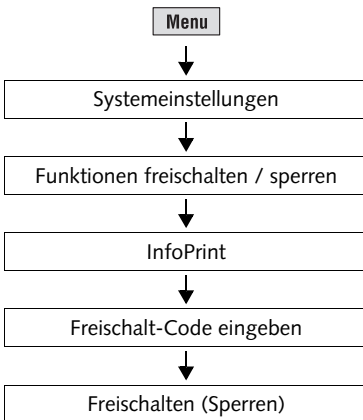 Menu
Systemeinstellungen
Funktionen freischalten / sperren
InfoPrint
Freischalt-Code eingeben
Freischalten (Sperren)